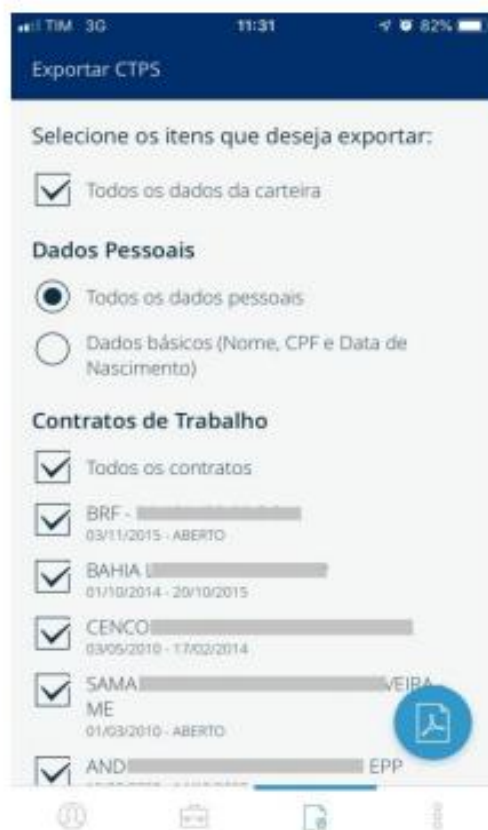 TIM 3G 11:31 82%
Exportar CTPS
Selecione os itens que deseja exportar:
Todos os dados da carteira
Dados Pessoais
Todos os dados pessoais
Dados básicos (Nome, CPF e Data de
Nascimento)
Contratos de Trabalho
Todos os contratos
BRF -
03/11/2015 - ABERTO
BAHIA
01/10/2014 - 20/10/2015
CENCO
03/05/2010 - 17/02/2014
SAMA VEIRA
ME
01/03/2010 - ABERTO
AND EPP